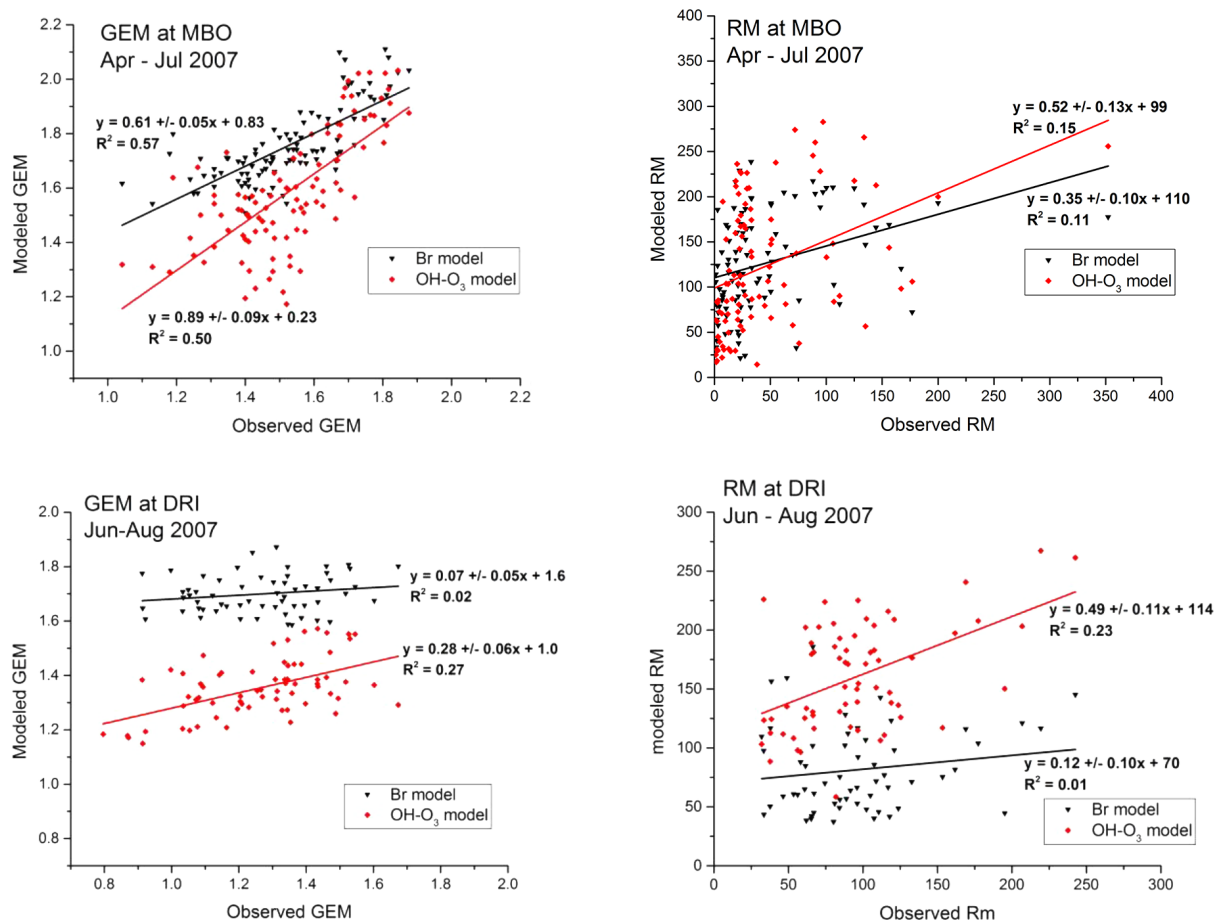 GEM at MBO
Apr - Jul 2007
y = 0.61 +/- 0.05x + 0.83
R² = 0.57
y = 0.89 +/- 0.09x + 0.23
R² = 0.50
Br model
OH-O₃ model
Modeled GEM
2.2
2.0
1.8
1.6
1.4
1.2
1.0
1.0 1.2 1.4 1.6 1.8 2.0 2.2
Observed GEM
RM at MBO
Apr - Jul 2007
y = 0.52 +/- 0.13x + 99
R² = 0.15
y = 0.35 +/- 0.10x + 110
R² = 0.11
Br model
OH-O₃ model
Modeled RM
400
350
300
250
200
150
100
50
0
0 50 100 150 200 250 300 350 400
Observed RM
GEM at DRI
Jun-Aug 2007
y = 0.07 +/- 0.05x + 1.6
R² = 0.02
y = 0.28 +/- 0.06x + 1.0
R² = 0.27
Br model
OH-O₃ model
Modeled GEM
2.0
1.8
1.6
1.4
1.2
1.0
0.8
0.8 1.0 1.2 1.4 1.6 1.8 2.0
Observed GEM
RM at DRI
Jun - Aug 2007
y = 0.49 +/- 0.11x + 114
R² = 0.23
y = 0.12 +/- 0.10x + 70
R² = 0.01
Br model
OH-O₃ model
modeled RM
300
250
200
150
100
50
0
0 50 100 150 200 250 300
Observed Rm